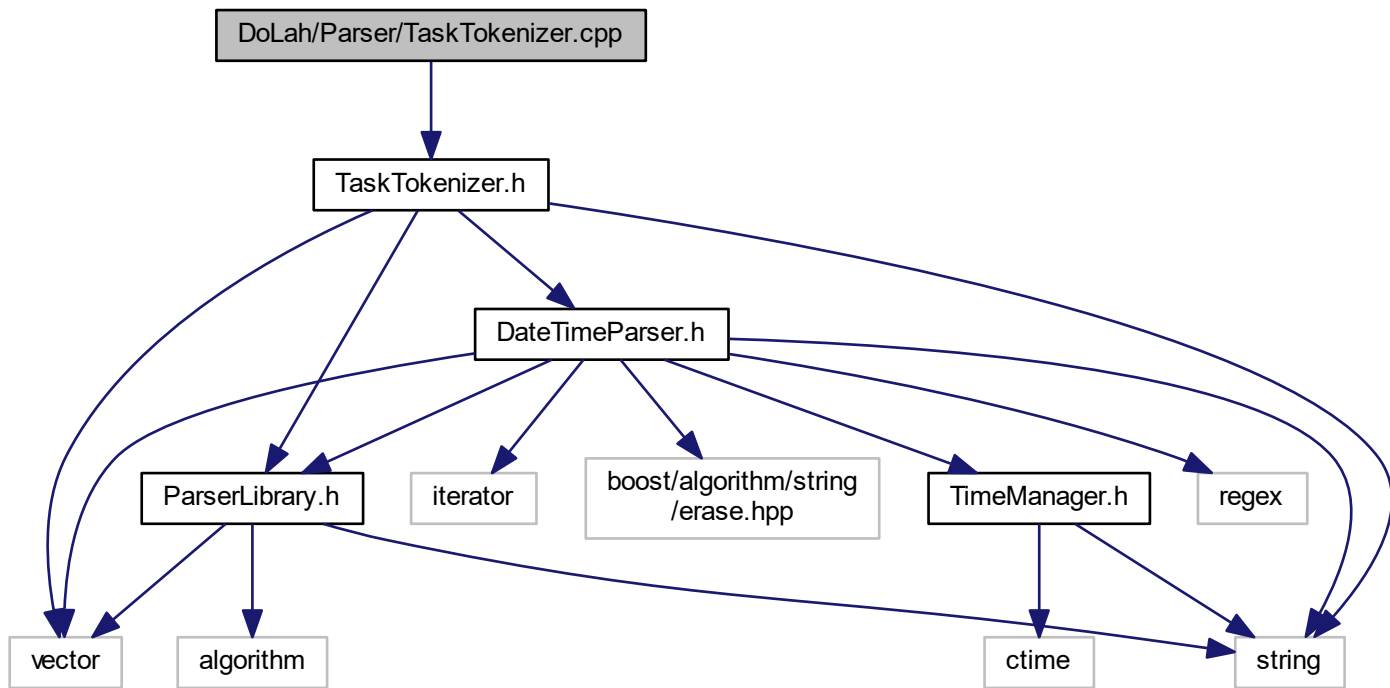 DoLah/Parser/TaskTokenizer.cpp
TaskTokenizer.h
DateTimeParser.h
ParserLibrary.h
iterator
boost/algorithm/string
/erase.hpp
TimeManager.h
regex
vector
algorithm
ctime
string